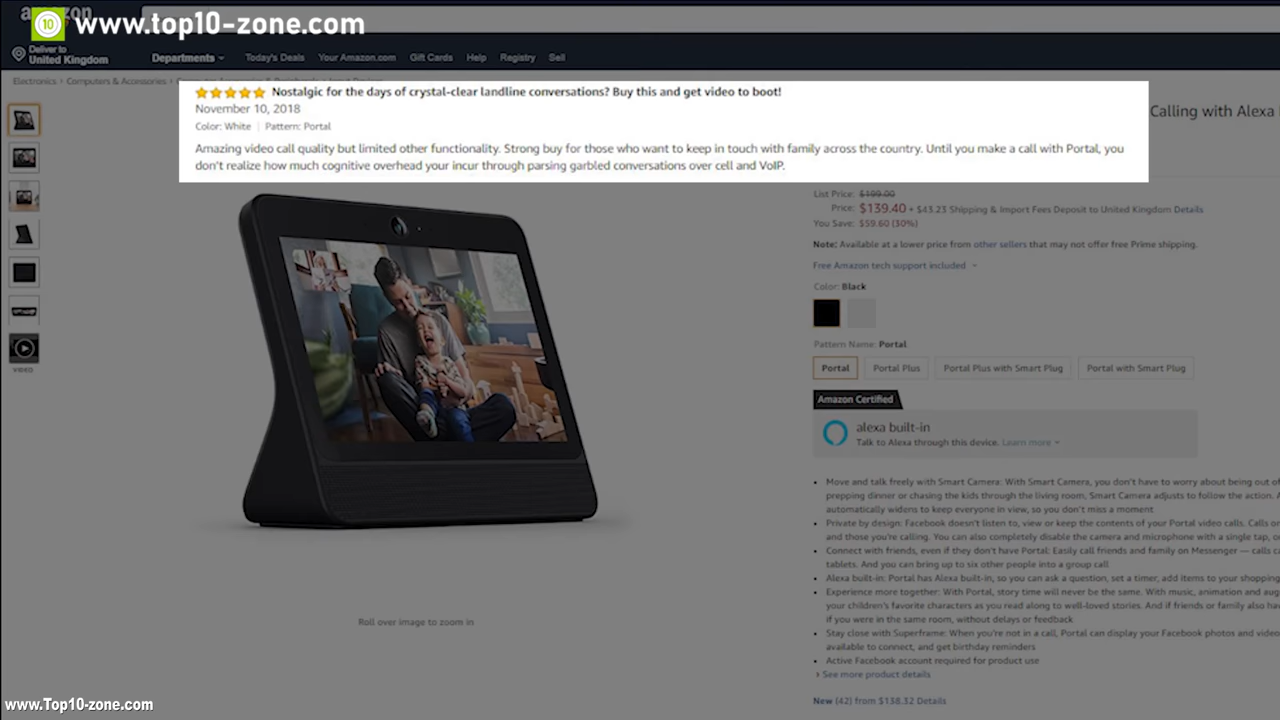 amazon
10
www.top10-zone.com
Deliver to
United Kingdom
Departments
Today's Deals
Your Amazon.com
Gift Cards
Help
Registry
Sell
Electronics › Computers & Accessories ›
Nostalgic for the days of crystal-clear landline conversations? Buy this and get video to boot!
November 10, 2018
Color: White | Pattern: Portal
Amazing video call quality but limited other functionality. Strong buy for those who want to keep in touch with family across the country. Until you make a call with Portal, you
don't realize how much cognitive overhead your incur through parsing garbled conversations over cell and VoIP.
Calling with Alexa
List Price: $199.00
Price: $139.40 + $43.23 Shipping & Import Fees Deposit to United Kingdom Details
You Save: $59.60 (30%)
Note: Available at a lower price from other sellers that may not offer free Prime shipping.
Free Amazon tech support included
Color: Black
Pattern Name: Portal
Portal
Portal Plus
Portal Plus with Smart Plug
Portal with Smart Plug
Amazon Certified
alexa built-in
Talk to Alexa through this device. Learn more
• Move and talk freely with Smart Camera: With Smart Camera, you don't have to worry about being out of
prepping dinner or chasing the kids through the living room. Smart Camera adjusts to follow the action. A
automatically widens to keep everyone in view, so you don't miss a moment
• Private by design: Facebook doesn't listen to, view or keep the contents of your Portal video calls. Calls or
and those you're calling. You can also completely disable the camera and microphone with a single tap, o
• Connect with friends, even if they don't have Portal: Easily call friends and family on Messenger — calls ca
tablets. And you can bring up to six other people into a group call
• Alexa built-in: Portal has Alexa built-in, so you can ask a question, set a timer, add items to your shopping
• Experience more together: With Portal, story time will never be the same. With music, animation and aug
your children's favorite characters as you read along to well-loved stories. And if friends or family also hav
if you were in the same room, without delays or feedback
• Stay close with Superframe: When you're not in a call, Portal can display your Facebook photos and video
available to connect, and get birthday reminders
• Active Facebook account required for product use
› See more product details
New (42) from $138.32 Details
VIDEO
Roll over image to zoom in
www.Top10-zone.com